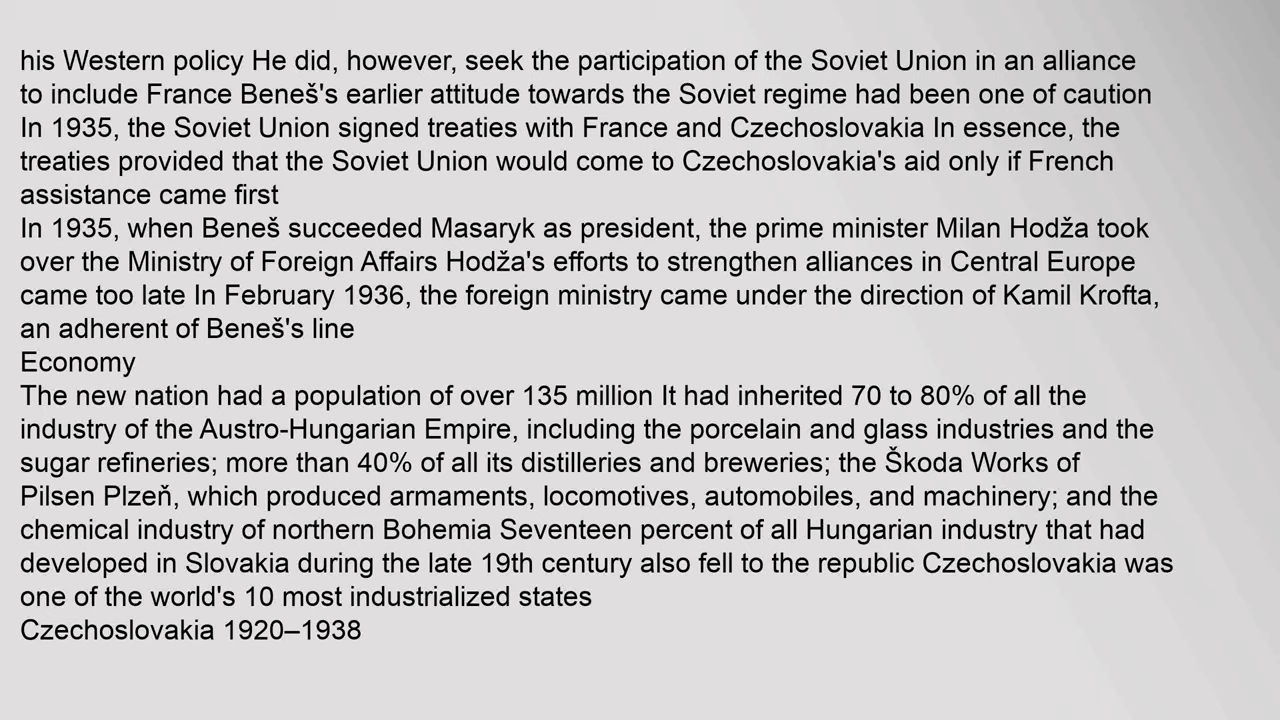 his Western policy He did, however, seek the participation of the Soviet Union in an alliance
to include France Beneš's earlier attitude towards the Soviet regime had been one of caution
In 1935, the Soviet Union signed treaties with France and Czechoslovakia In essence, the
treaties provided that the Soviet Union would come to Czechoslovakia's aid only if French
assistance came first
In 1935, when Beneš succeeded Masaryk as president, the prime minister Milan Hodža took
over the Ministry of Foreign Affairs Hodža's efforts to strengthen alliances in Central Europe
came too late In February 1936, the foreign ministry came under the direction of Kamil Krofta,
an adherent of Beneš's line
Economy
The new nation had a population of over 135 million It had inherited 70 to 80% of all the
industry of the Austro-Hungarian Empire, including the porcelain and glass industries and the
sugar refineries; more than 40% of all its distilleries and breweries; the Škoda Works of
Pilsen Plzeň, which produced armaments, locomotives, automobiles, and machinery; and the
chemical industry of northern Bohemia Seventeen percent of all Hungarian industry that had
developed in Slovakia during the late 19th century also fell to the republic Czechoslovakia was
one of the world's 10 most industrialized states
Czechoslovakia 1920–1938